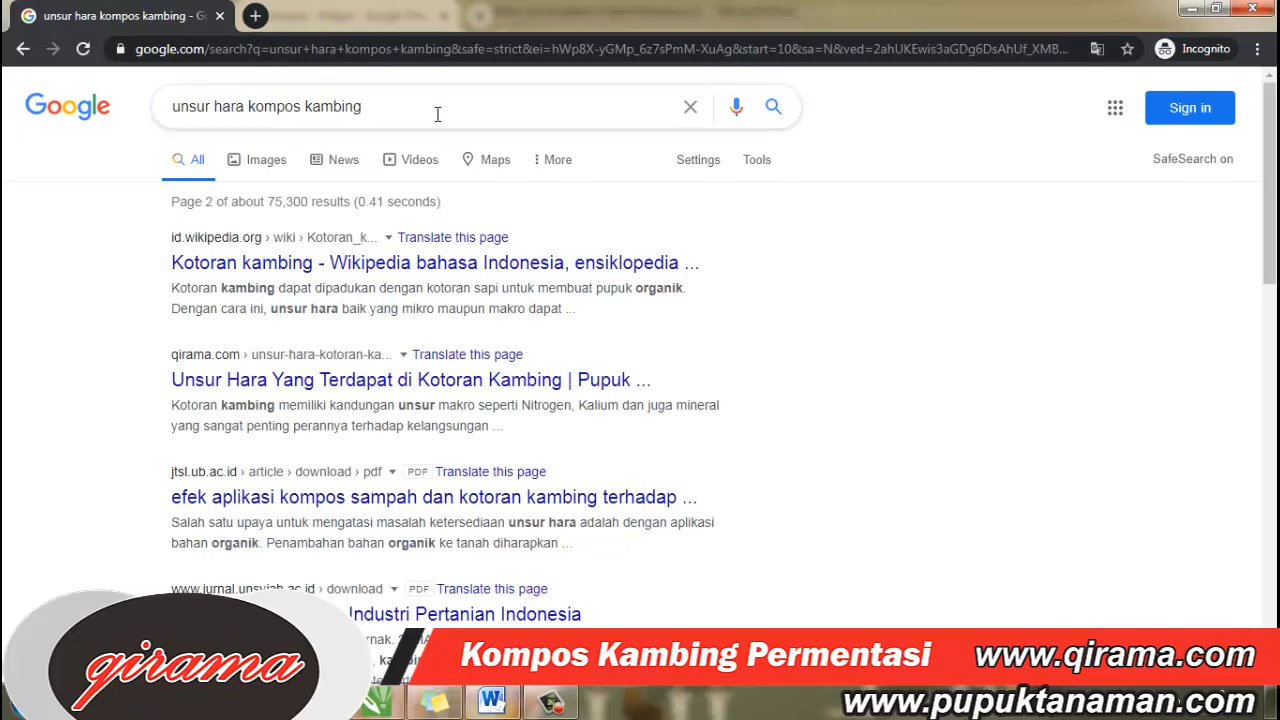 unsur hara kompos kambing - Go
google.com/search?q=unsur+hara+kompos+kambing&safe=strict&ei=hWp8X-yGMp_6z7sPmM-XuAg&start=10&sa=N&ved=2ahUKEwis3aGDg6DsAhUf_XMB...
Incognito
Google
unsur hara kompos kambing
Sign in
All Images News Videos Maps More Settings Tools
SafeSearch on
Page 2 of about 75,300 results (0.41 seconds)
id.wikipedia.org › wiki › Kotoran_k... Translate this page
Kotoran kambing - Wikipedia bahasa Indonesia, ensiklopedia ...
Kotoran kambing dapat dipadukan dengan kotoran sapi untuk membuat pupuk organik.
Dengan cara ini, unsur hara baik yang mikro maupun makro dapat ...
qirama.com › unsur-hara-kotoran-ka... Translate this page
Unsur Hara Yang Terdapat di Kotoran Kambing | Pupuk ...
Kotoran kambing memiliki kandungan unsur makro seperti Nitrogen, Kalium dan juga mineral
yang sangat penting perannya terhadap kelangsungan ...
jtsl.ub.ac.id › article › download › pdf PDF Translate this page
efek aplikasi kompos sampah dan kotoran kambing terhadap ...
Salah satu upaya untuk mengatasi masalah ketersediaan unsur hara adalah dengan aplikasi
bahan organik. Penambahan bahan organik ke tanah diharapkan ...
www.jurnal.unsyiah.ac.id › download PDF Translate this page
Industri Pertanian Indonesia
qirama
Kompos Kambing Permentasi www.qirama.com
www.pupuktanaman.com